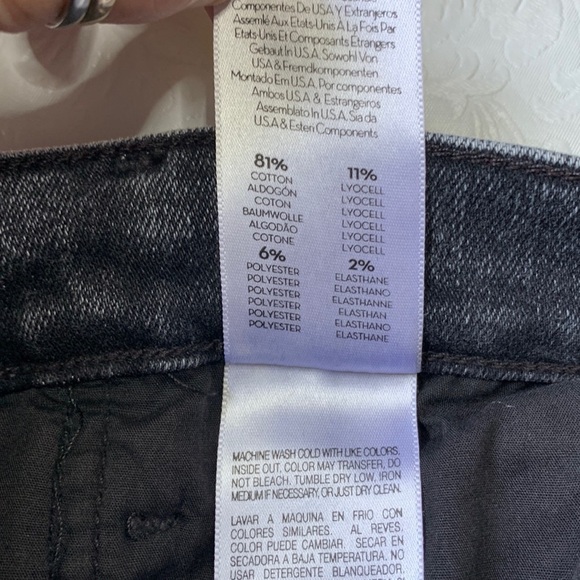 COMPONENTES DE USA Y EXTRANJEROS
ASSEMLÉ AUX ETATS-UNIS À LA FOIS PAR
ETATS-UNIS ET COMPOSANTS ETRANGERS
GEBAUT IN U.S.A. SOWOHL VON
USA & FREMDKOMPONENTEN
MONTADO EM U.S.A, POR COMPONENTES
AMBOS U.S.A & ESTRANGEIROS
ASSEMBLATO IN U.S.A. SIA DA
U.S.A & ESTERI COMPONENTS
81%
COTTON
ALDOGÓN
COTON
BAUMWOLLE
ALGODÃO
COTONE
11%
LYOCELL
LYOCELL
LYOCELL
LYOCELL
LYOCELL
LYOCELL
6%
POLYESTER
POLYESTER
POLYESTER
POLYESTER
POLYESTER
POLYESTER
2%
ELASTHANE
ELASTHANO
ELASTHANNE
ELASTHAN
ELASTHANO
ELASTHANE
MACHINE WASH COLD WITH LIKE COLORS,
INSIDE OUT, COLOR MAY TRANSFER, DO
NOT BLEACH. TUMBLE DRY LOW, IRON
MEDIUM IF NECESSARY, OR JUST DRY CLEAN.
LAVAR A MAQUINA EN FRIO CON
COLORES SIMILARES. AL REVES,
COLOR PUEDE CAMBIAR. SECAR EN
SECADORA A BAJA TEMPERATURA. NO
USAR DETERGENTE BLANQUEADOR.